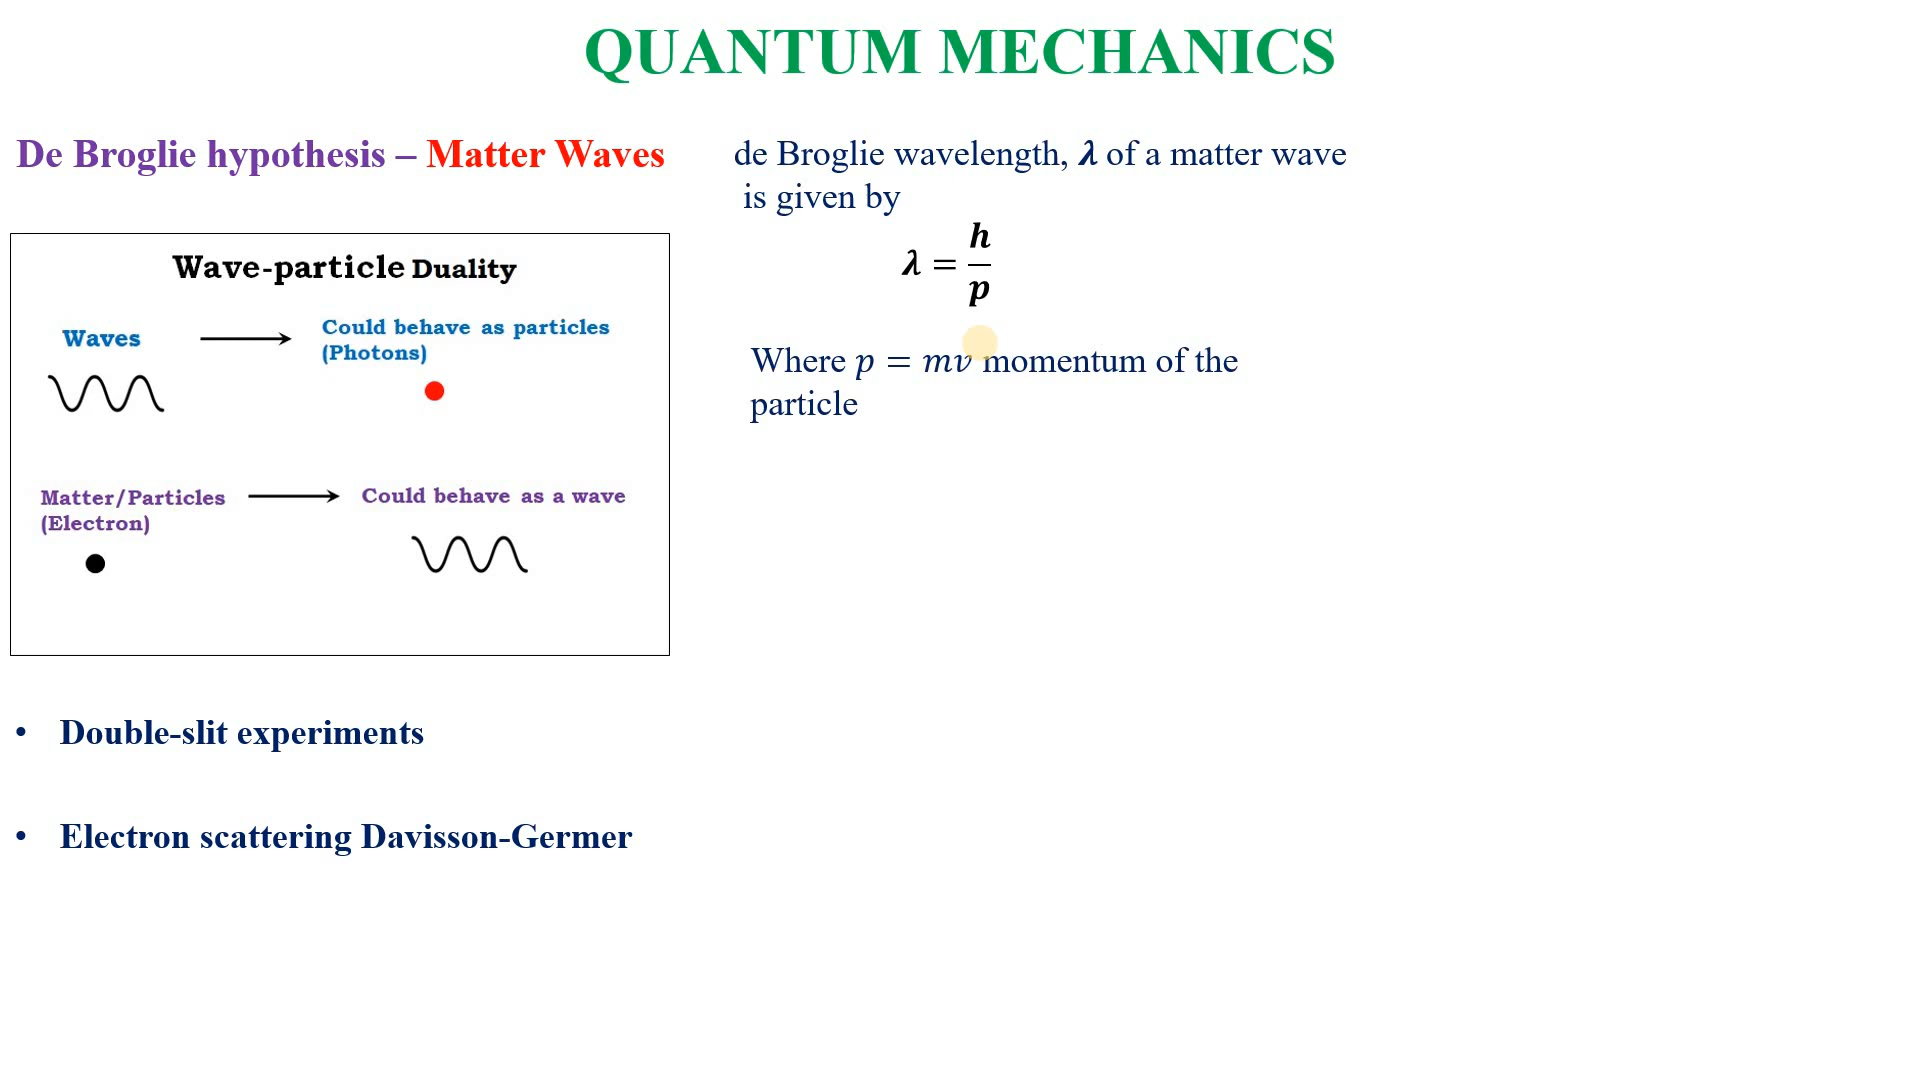 QUANTUM MECHANICS
De Broglie hypothesis – Matter Waves
Wave-particle Duality
Waves
Could behave as particles
(Photons)
Matter/Particles
(Electron)
Could behave as a wave
• Double-slit experiments
• Electron scattering Davisson-Germer
de Broglie wavelength, λ of a matter wave
is given by
λ = h/p
Where p = mv momentum of the
particle